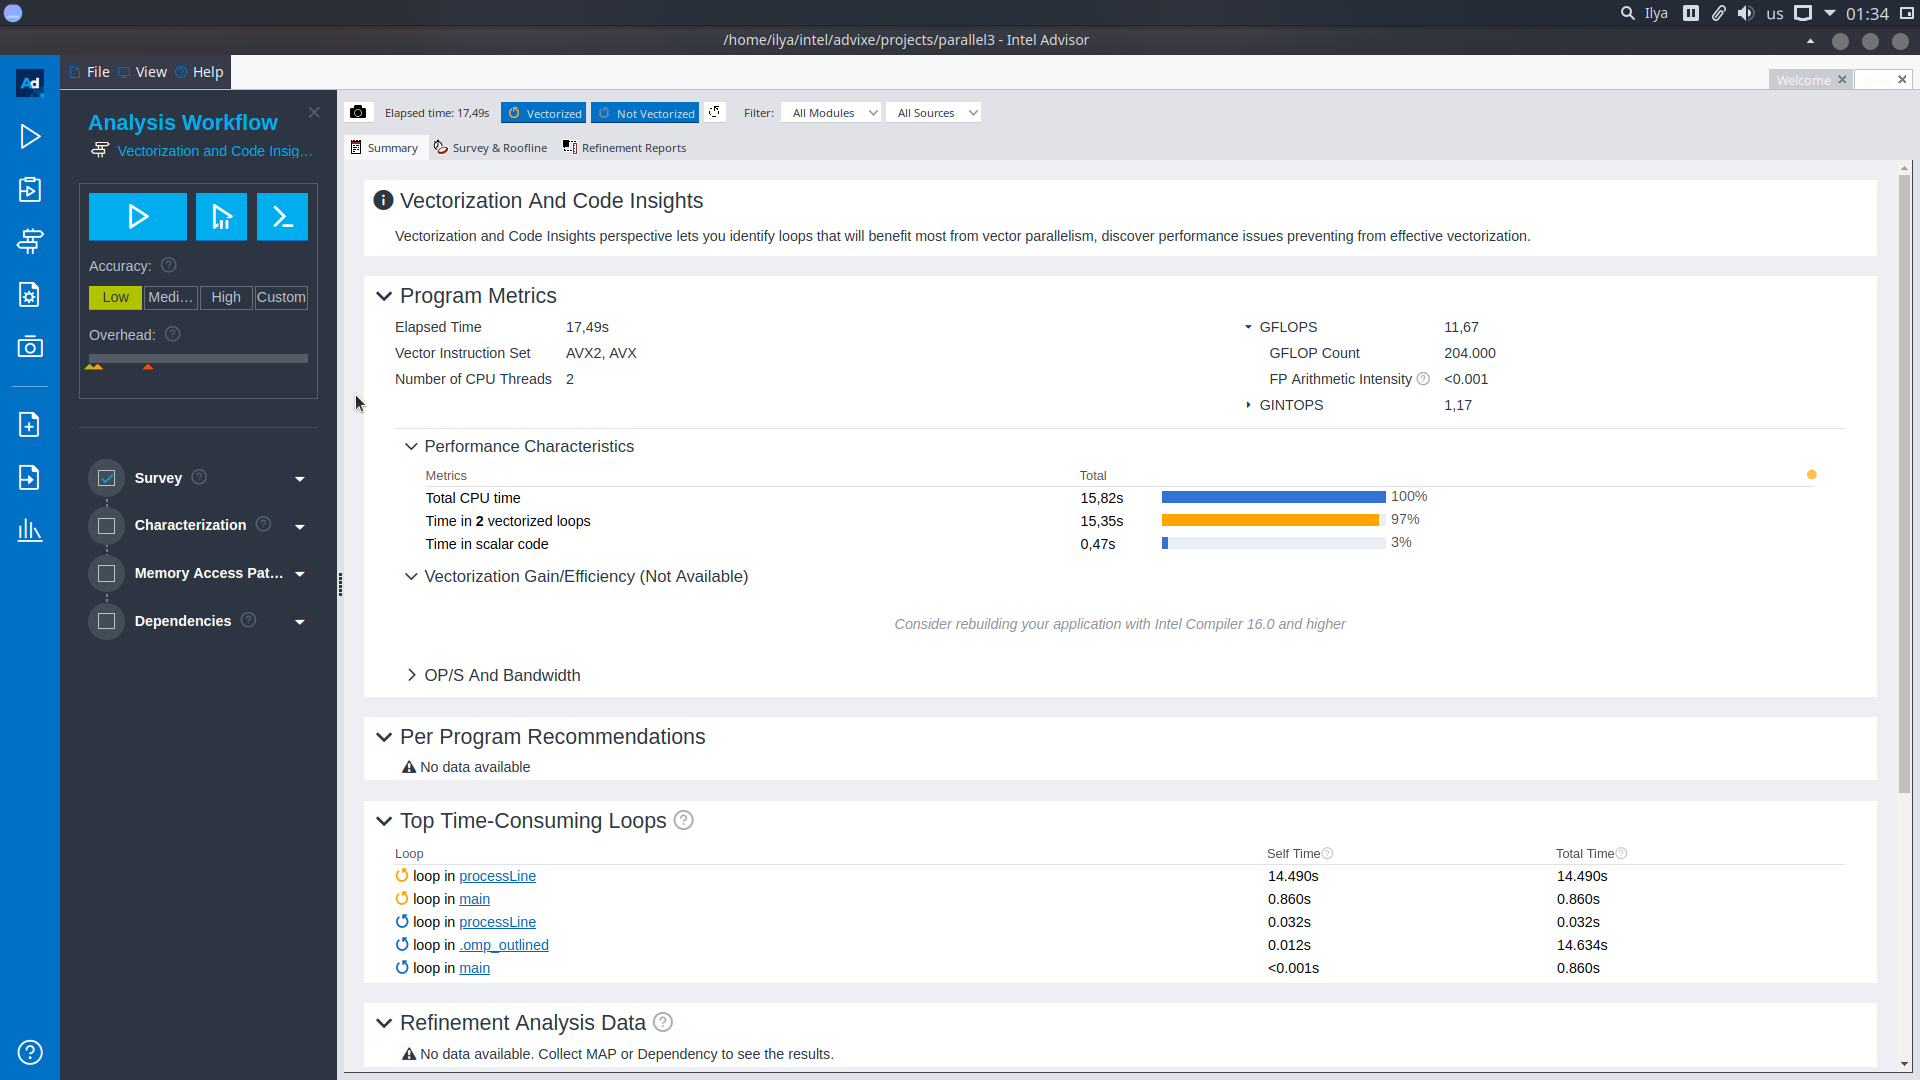 Ilya us 01:34
/home/ilya/intel/advixe/projects/parallel3 - Intel Advisor
Ad File View Help
Welcome
Analysis Workflow
Vectorization and Code Insig...
Elapsed time: 17,49s Vectorized Not Vectorized Filter: All Modules All Sources
Summary Survey & Roofline Refinement Reports
Accuracy:
Low Medi... High Custom
Overhead:
Survey
Characterization
Memory Access Pat...
Dependencies
Vectorization And Code Insights
Vectorization and Code Insights perspective lets you identify loops that will benefit most from vector parallelism, discover performance issues preventing from effective vectorization.
Program Metrics
Elapsed Time 17,49s
Vector Instruction Set AVX2, AVX
Number of CPU Threads 2
GFLOPS 11,67
GFLOP Count 204.000
FP Arithmetic Intensity <0.001
GINTOPS 1,17
Performance Characteristics
Metrics Total
Total CPU time 15,82s 100%
Time in 2 vectorized loops 15,35s 97%
Time in scalar code 0,47s 3%
Vectorization Gain/Efficiency (Not Available)
Consider rebuilding your application with Intel Compiler 16.0 and higher
OP/S And Bandwidth
Per Program Recommendations
No data available
Top Time-Consuming Loops
Loop Self Time Total Time
loop in processLine 14.490s 14.490s
loop in main 0.860s 0.860s
loop in processLine 0.032s 0.032s
loop in .omp_outlined 0.012s 14.634s
loop in main <0.001s 0.860s
Refinement Analysis Data
No data available. Collect MAP or Dependency to see the results.